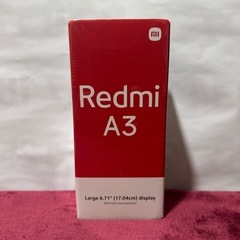 mi
Redmi
A3
Large 6.71" (17.04cm) display